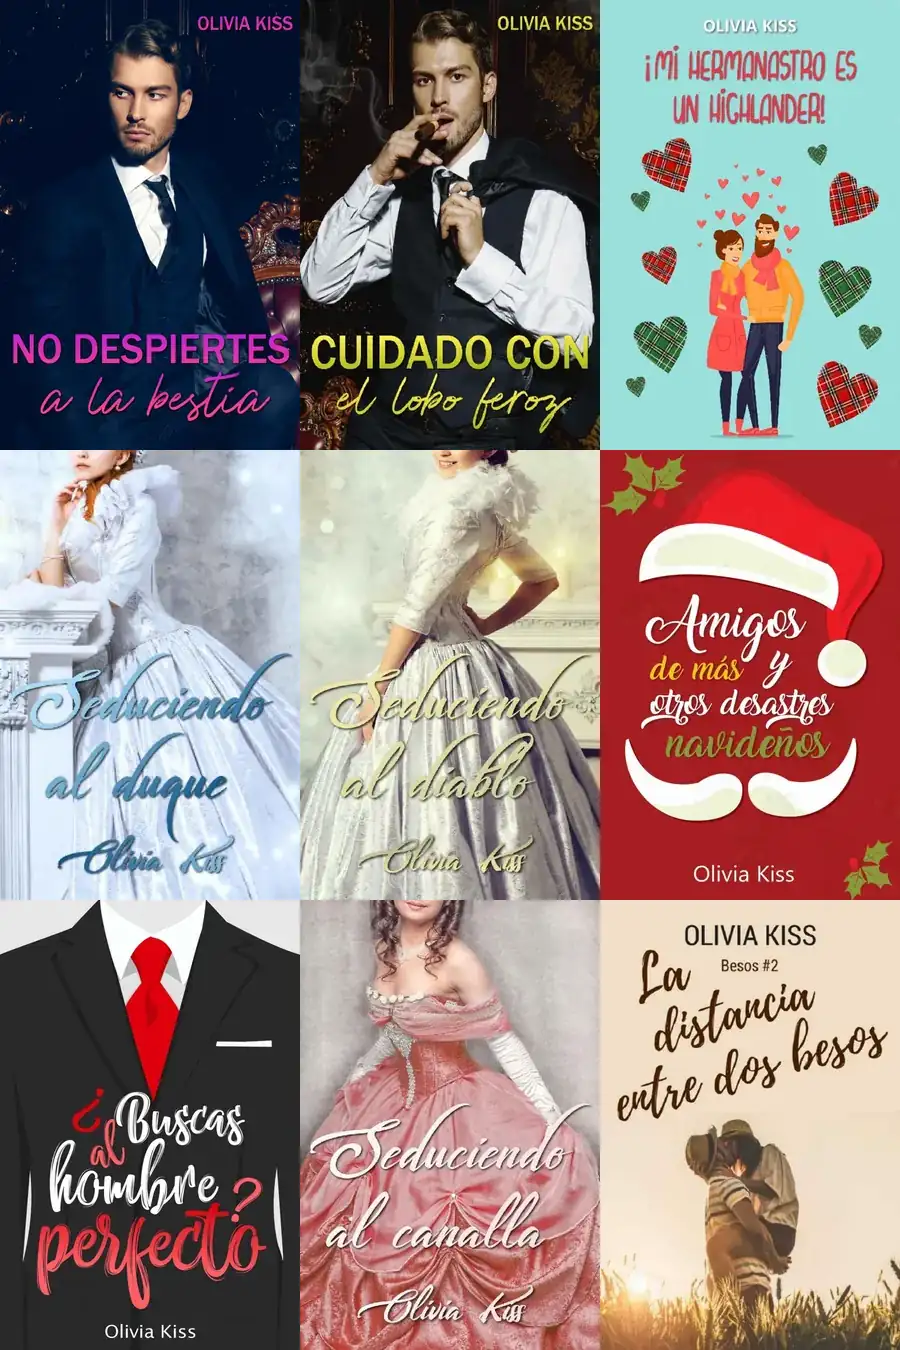 OLIVIA KISS
NO DESPIERTES
a la bestia
OLIVIA KISS
CUIDADO CON
el lobo feroz
OLIVIA KISS
¡MI HERMANASTRO ES
UN HIGHLANDER!
Seduciendo
al duque
Olivia Kiss
Seduciendo
al diablo
Olivia Kiss
Amigos
de más y
otros desastres
navideños
Olivia Kiss
¿Buscas
al
hombre
perfecto?
Olivia Kiss
Seduciendo
al canalla
Olivia Kiss
OLIVIA KISS
Besos #2
La
distancia
entre dos besos